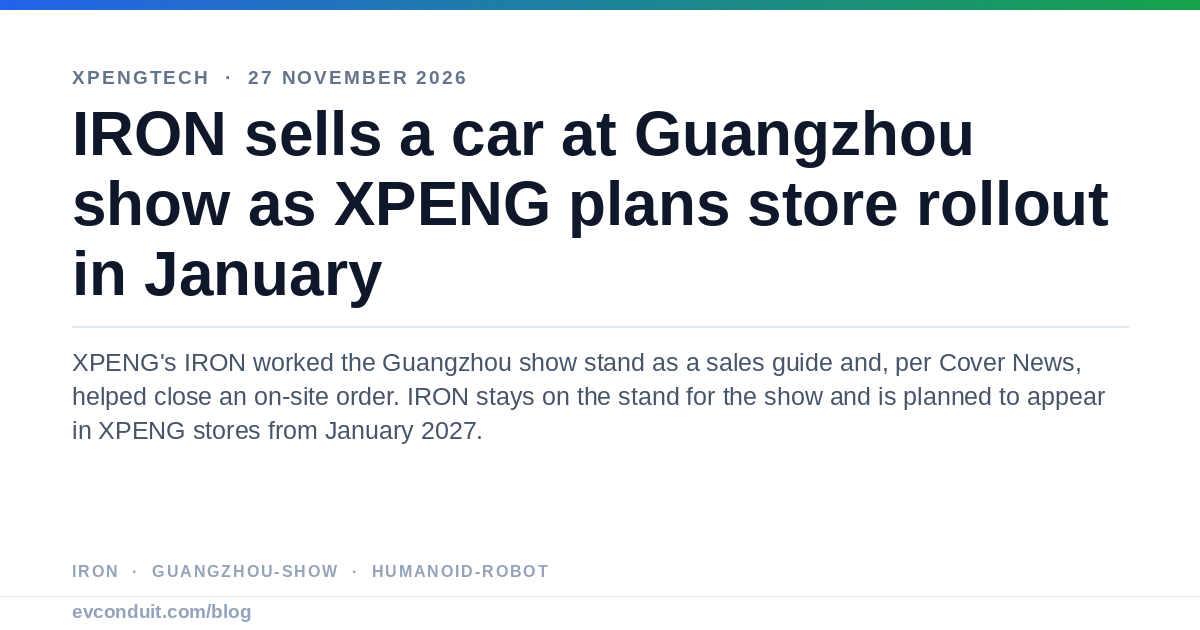 XPENGTECH · 27 NOVEMBER 2026
IRON sells a car at Guangzhou
show as XPENG plans store rollout
in January
XPENG's IRON worked the Guangzhou show stand as a sales guide and, per Cover News,
helped close an on-site order. IRON stays on the stand for the show and is planned to appear
in XPENG stores from January 2027.
IRON · GUANGZHOU-SHOW · HUMANOID-ROBOT
evconduit.com/blog